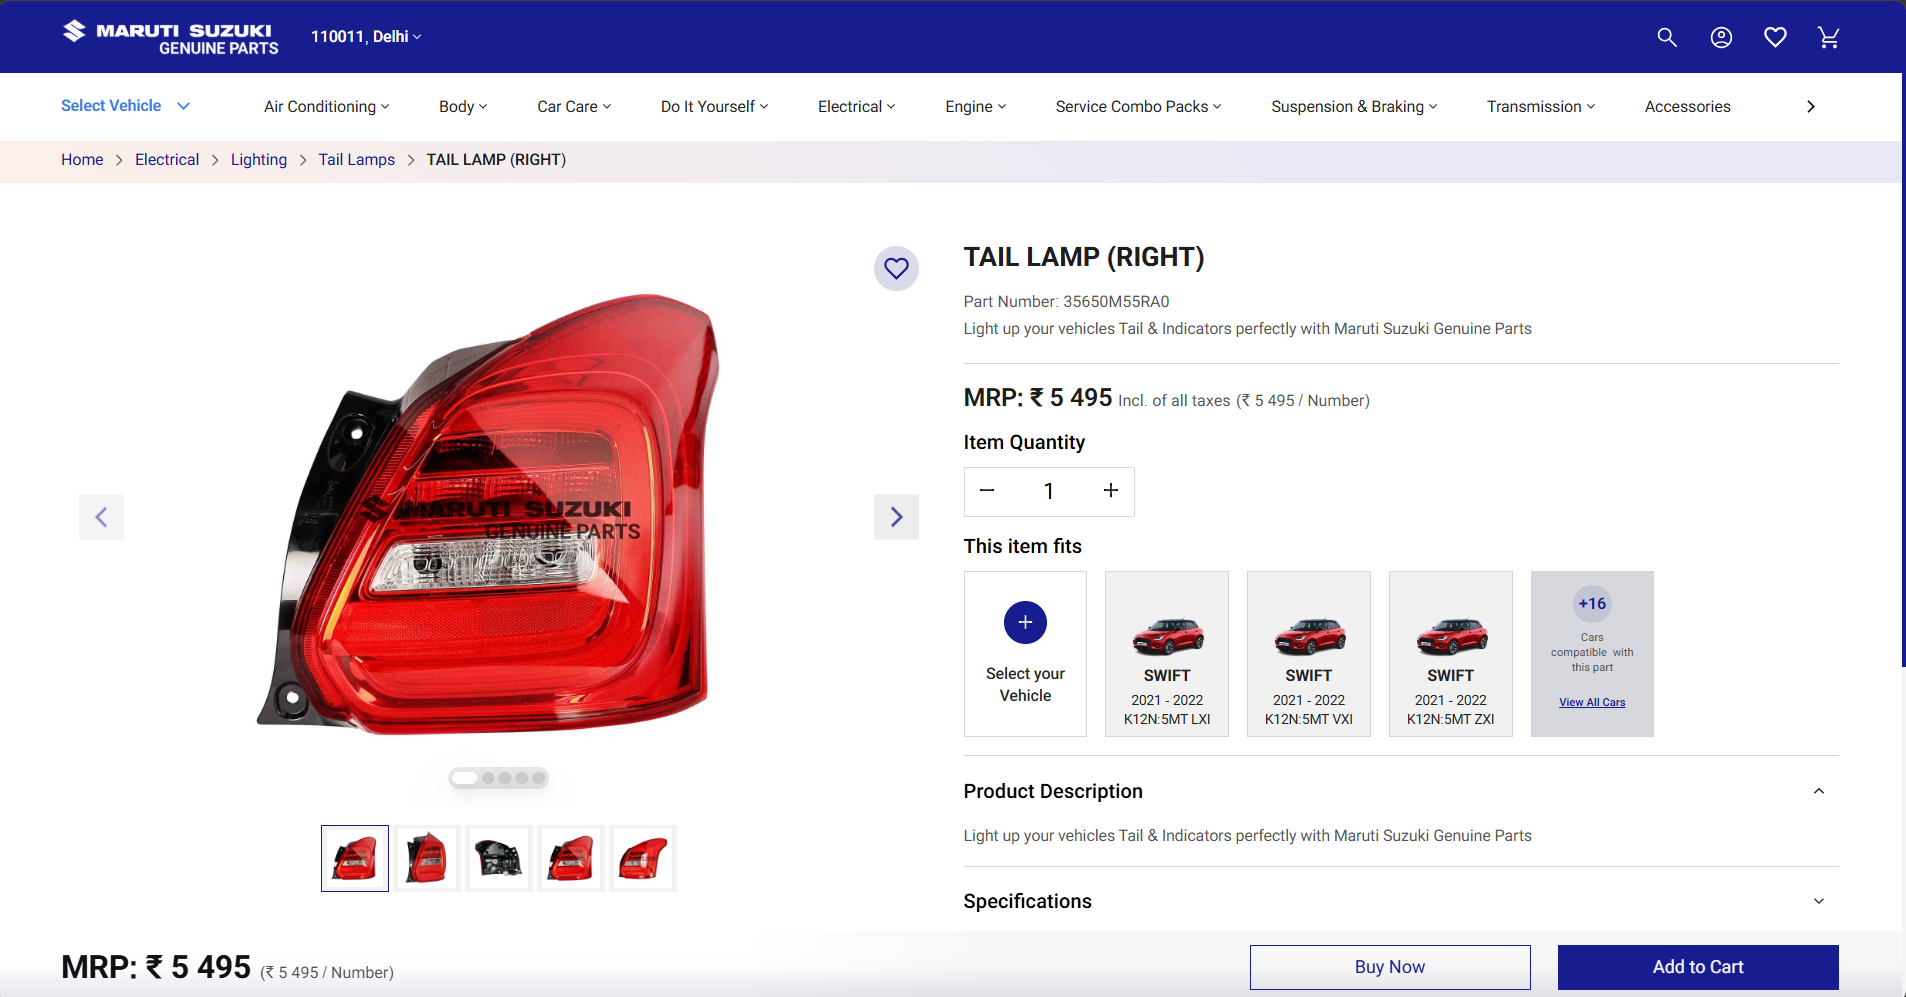 MARUTI SUZUKI
GENUINE PARTS
110011, Delhi
Select Vehicle
Air Conditioning
Body
Car Care
Do It Yourself
Electrical
Engine
Service Combo Packs
Suspension & Braking
Transmission
Accessories
Home > Electrical > Lighting > Tail Lamps > TAIL LAMP (RIGHT)
MARUTI SUZUKI
GENUINE PARTS
TAIL LAMP (RIGHT)
Part Number: 35650M55RA0
Light up your vehicles Tail & Indicators perfectly with Maruti Suzuki Genuine Parts
MRP: ₹ 5 495 Incl. of all taxes (₹ 5 495 / Number)
Item Quantity
− 1 +
This item fits
+
Select your
Vehicle
SWIFT
2021 - 2022
K12N:5MT LXI
SWIFT
2021 - 2022
K12N:5MT VXI
SWIFT
2021 - 2022
K12N:5MT ZXI
+16
Cars
compatible with
this part
View All Cars
Product Description
Light up your vehicles Tail & Indicators perfectly with Maruti Suzuki Genuine Parts
Specifications
MRP: ₹ 5 495 (₹ 5 495 / Number)
Buy Now
Add to Cart